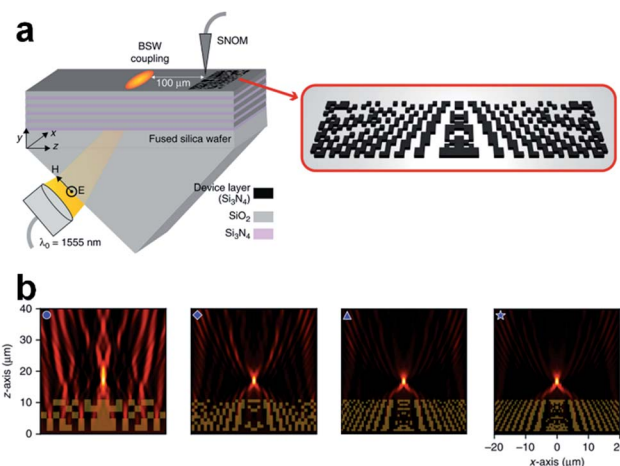 a
BSW
coupling
SNOM
100 μm
y
x
z
Fused silica wafer
H
E
Device layer
(Si₃N₄)
SiO₂
Si₃N₄
λ₀ = 1555 nm
b
z-axis (μm)
40
30
20
10
0
−20 −10 0 10
x-axis (μm)